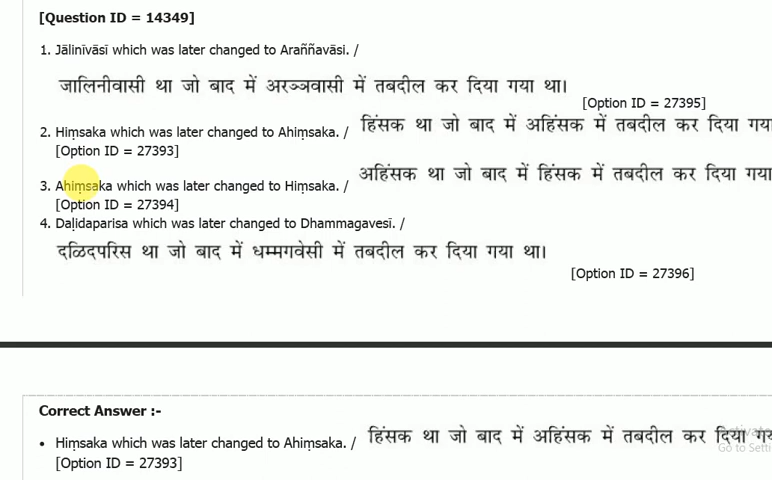 [Question ID = 14349]
1. Jālinīvāsī which was later changed to Araññavāsi. /
जालिनीवासी था जो बाद में अरञ्ञवासी में तबदील कर दिया गया था।
[Option ID = 27395]
2. Hiṃsaka which was later changed to Ahiṃsaka. / हिंसक था जो बाद में अहिंसक में तबदील कर दिया गया
[Option ID = 27393]
3. Ahiṃsaka which was later changed to Hiṃsaka. / अहिंसक था जो बाद में हिंसक में तबदील कर दिया गया
[Option ID = 27394]
4. Daḷidaparisa which was later changed to Dhammagavesī. /
दळिदपरिस था जो बाद में धम्मगवेसी में तबदील कर दिया गया था।
[Option ID = 27396]
Correct Answer :-
• Hiṃsaka which was later changed to Ahiṃsaka. / हिंसक था जो बाद में अहिंसक में तबदील कर दिया
[Option ID = 27393]